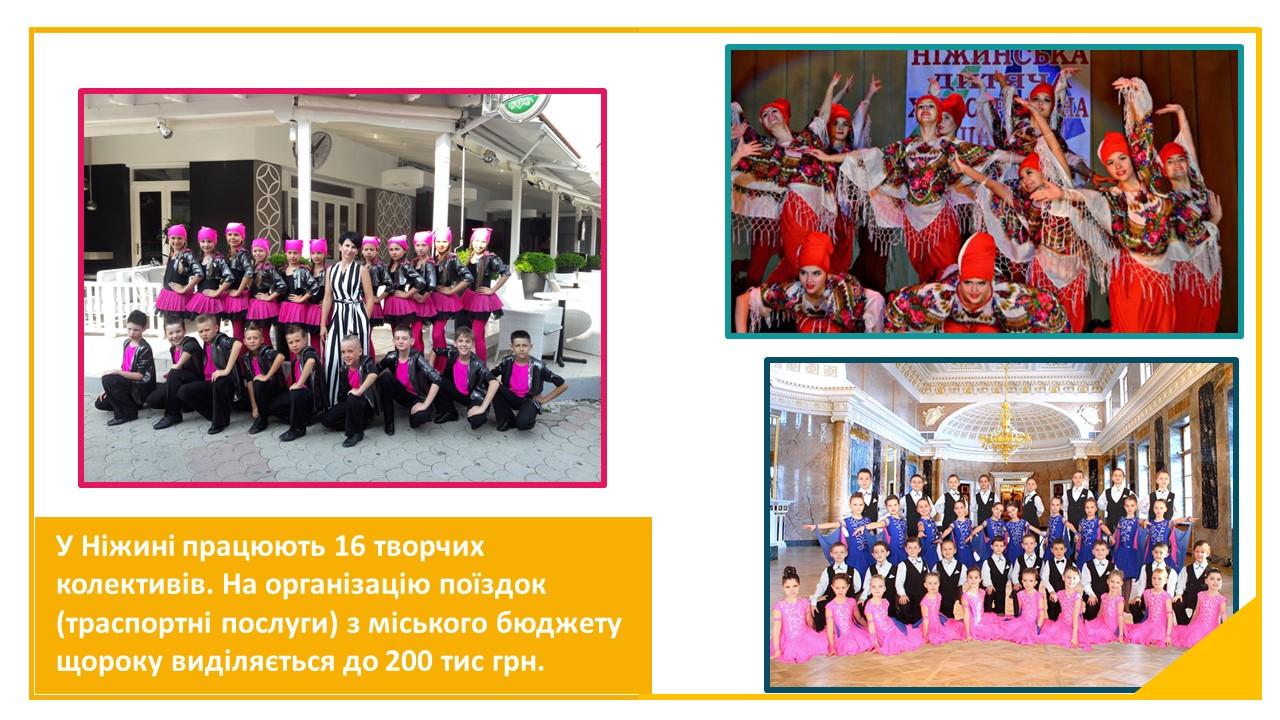 НІЖИНСЬКА
ДИТЯЧА
У Ніжині працюють 16 творчих
колективів. На організацію поїздок
(траспортні послуги) з міського бюджету
щороку виділяється до 200 тис грн.